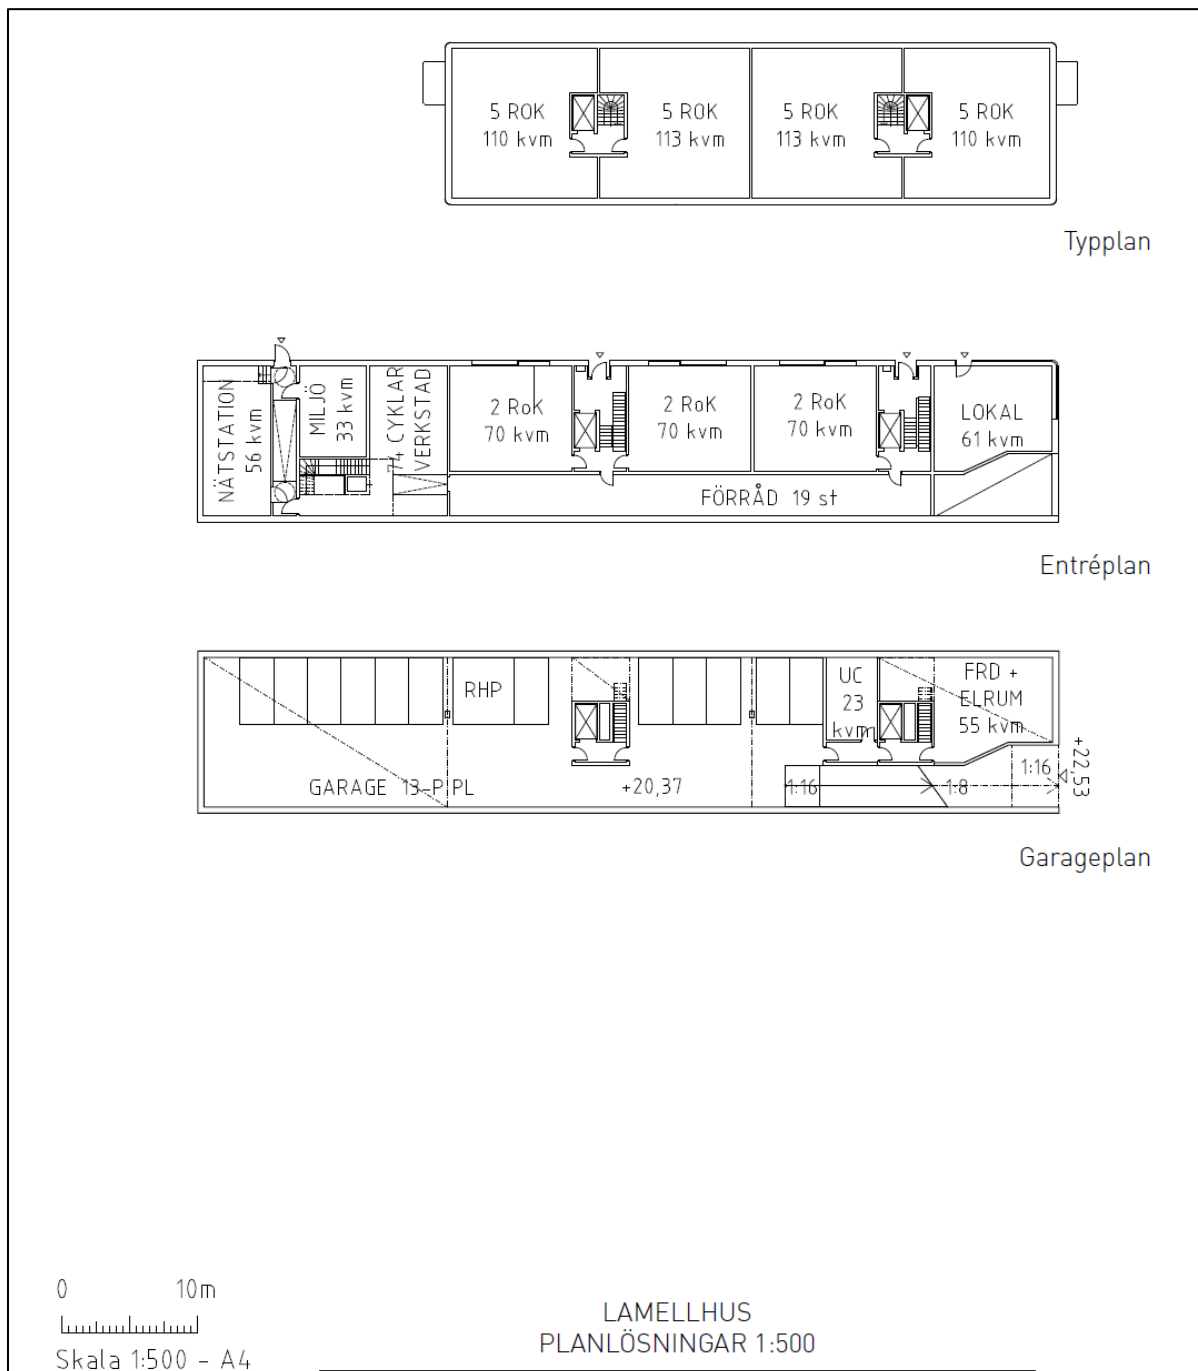 5 ROK
110 kvm
5 ROK
113 kvm
5 ROK
113 kvm
5 ROK
110 kvm
Typplan
NÄTSTATION
56 kvm
MILJÖ
33 kvm
74 CYKLAR
VERKSTAD
2 RoK
70 kvm
2 RoK
70 kvm
2 RoK
70 kvm
LOKAL
61 kvm
FÖRRÅD 19 st
Entréplan
RHP
UC
23
kvm
FRD +
ELRUM
55 kvm
GARAGE 13-P PL
+20,37
1:16
1:8
1:16
+22,53
Garageplan
0 10m
Skala 1:500 - A4
LAMELLHUS
PLANLÖSNINGAR 1:500